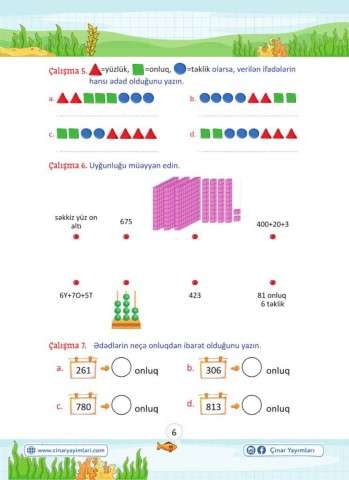 Çalışma 5. =yüzlük, =onluq, =təklik olarsa, verilən ifadələrin
hansı ədəd olduğunu yazın.
a.
b.
c.
d.
Çalışma 6. Uyğunluğu müəyyən edin.
səkkiz yüz on
altı
675
400+20+3
6Y+7O+5T
423
81 onluq
6 təklik
Çalışma 7. Ədədlərin neçə onluqdan ibarət olduğunu yazın.
a. 261 onluq
b. 306 onluq
c. 780 onluq
d. 813 onluq
6
www.cinaryayimlari.com
Çinar Yayımları